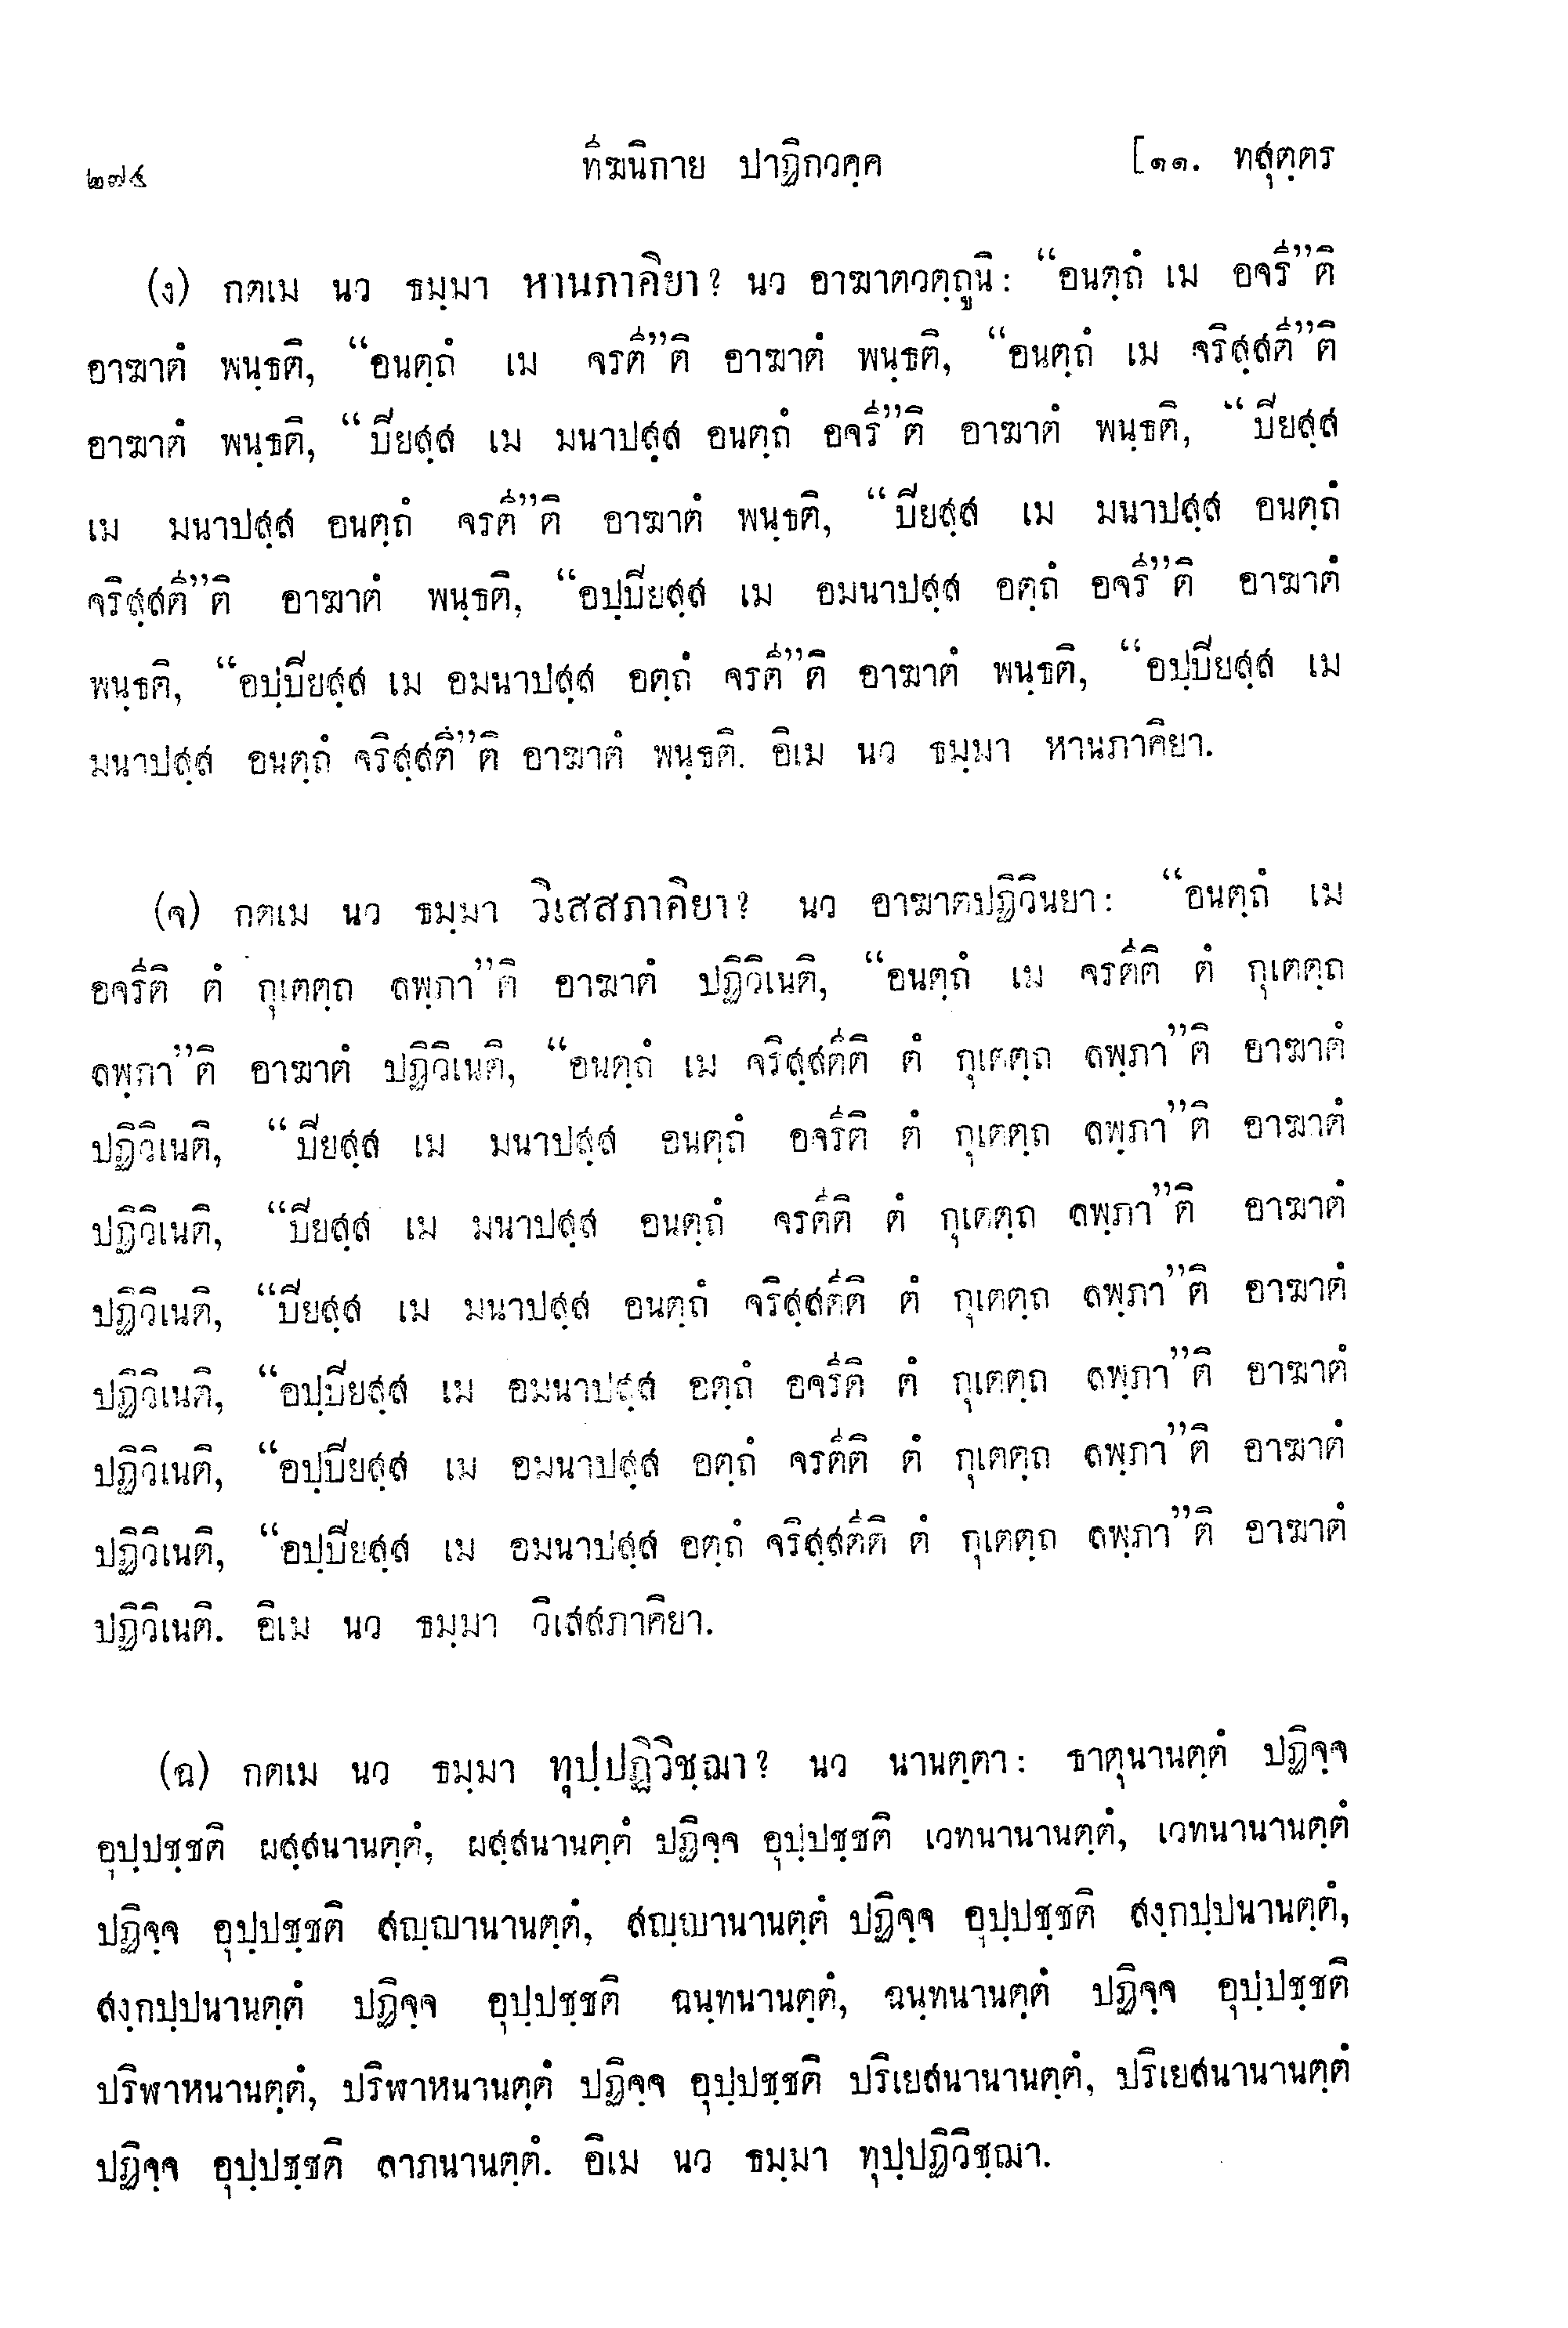 ๒๗๔ ทีฆนิกาย ปาฏิกวคฺค [๑๑. ทสุตฺตร
(ง) กตเม นว ธมฺมา หานภาคิยา? นว อาฆาตวตฺถูนิ: “อนตฺถํ เม อจรี”ติ
อาฆาตํ พนฺธติ, “อนตฺถํ เม จรตี”ติ อาฆาตํ พนฺธติ, “อนตฺถํ เม จริสฺสตี”ติ
อาฆาตํ พนฺธติ, “ปิยสฺส เม มนาปสฺส อนตฺถํ อจรี”ติ อาฆาตํ พนฺธติ, “ปิยสฺส
เม มนาปสฺส อนตฺถํ จรตี”ติ อาฆาตํ พนฺธติ, “ปิยสฺส เม มนาปสฺส อนตฺถํ
จริสฺสตี”ติ อาฆาตํ พนฺธติ, “อปฺปิยสฺส เม อมนาปสฺส อตฺถํ อจรี”ติ อาฆาตํ
พนฺธติ, “อปฺปิยสฺส เม อมนาปสฺส อตฺถํ จรตี”ติ อาฆาตํ พนฺธติ, “อปฺปิยสฺส เม
มนาปสฺส อนตฺถํ จริสฺสตี”ติ อาฆาตํ พนฺธติ. อิเม นว ธมฺมา หานภาคิยา.
(จ) กตเม นว ธมฺมา วิเสสภาคิยา? นว อาฆาตปฏิวินยา: “อนตฺถํ เม
อจรีติ ตํ กุเตตฺถ ลพฺภา”ติ อาฆาตํ ปฏิวิเนติ, “อนตฺถํ เม จรตีติ ตํ กุเตตฺถ
ลพฺภา”ติ อาฆาตํ ปฏิวิเนติ, “อนตฺถํ เม จริสฺสตีติ ตํ กุเตตฺถ ลพฺภา”ติ อาฆาตํ
ปฏิวิเนติ, “ปิยสฺส เม มนาปสฺส อนตฺถํ อจรีติ ตํ กุเตตฺถ ลพฺภา”ติ อาฆาตํ
ปฏิวิเนติ, “ปิยสฺส เม มนาปสฺส อนตฺถํ จรตีติ ตํ กุเตตฺถ ลพฺภา”ติ อาฆาตํ
ปฏิวิเนติ, “ปิยสฺส เม มนาปสฺส อนตฺถํ จริสฺสตีติ ตํ กุเตตฺถ ลพฺภา”ติ อาฆาตํ
ปฏิวิเนติ, “อปฺปิยสฺส เม อมนาปสฺส อตฺถํ อจรีติ ตํ กุเตตฺถ ลพฺภา”ติ อาฆาตํ
ปฏิวิเนติ, “อปฺปิยสฺส เม อมนาปสฺส อตฺถํ จรตีติ ตํ กุเตตฺถ ลพฺภา”ติ อาฆาตํ
ปฏิวิเนติ, “อปฺปิยสฺส เม อมนาปสฺส อตฺถํ จริสฺสตีติ ตํ กุเตตฺถ ลพฺภา”ติ อาฆาตํ
ปฏิวิเนติ. อิเม นว ธมฺมา วิเสสภาคิยา.
(ฉ) กตเม นว ธมฺมา ทุปฺปฏิวิชฺฌา? นว นานตฺตา: ธาตุนานตฺตํ ปฏิจฺจ
อุปฺปชฺชติ ผสฺสนานตฺตํ, ผสฺสนานตฺตํ ปฏิจฺจ อุปฺปชฺชติ เวทนานานตฺตํ, เวทนานานตฺตํ
ปฏิจฺจ อุปฺปชฺชติ สญฺญานานตฺตํ, สญฺญานานตฺตํ ปฏิจฺจ อุปฺปชฺชติ สงฺกปฺปนานตฺตํ,
สงฺกปฺปนานตฺตํ ปฏิจฺจ อุปฺปชฺชติ ฉนฺทนานตฺตํ, ฉนฺทนานตฺตํ ปฏิจฺจ อุปฺปชฺชติ
ปริฬาหนานตฺตํ, ปริฬาหนานตฺตํ ปฏิจฺจ อุปฺปชฺชติ ปริเยสนานานตฺตํ, ปริเยสนานานตฺตํ
ปฏิจฺจ อุปฺปชฺชติ ลาภนานตฺตํ. อิเม นว ธมฺมา ทุปฺปฏิวิชฺฌา.